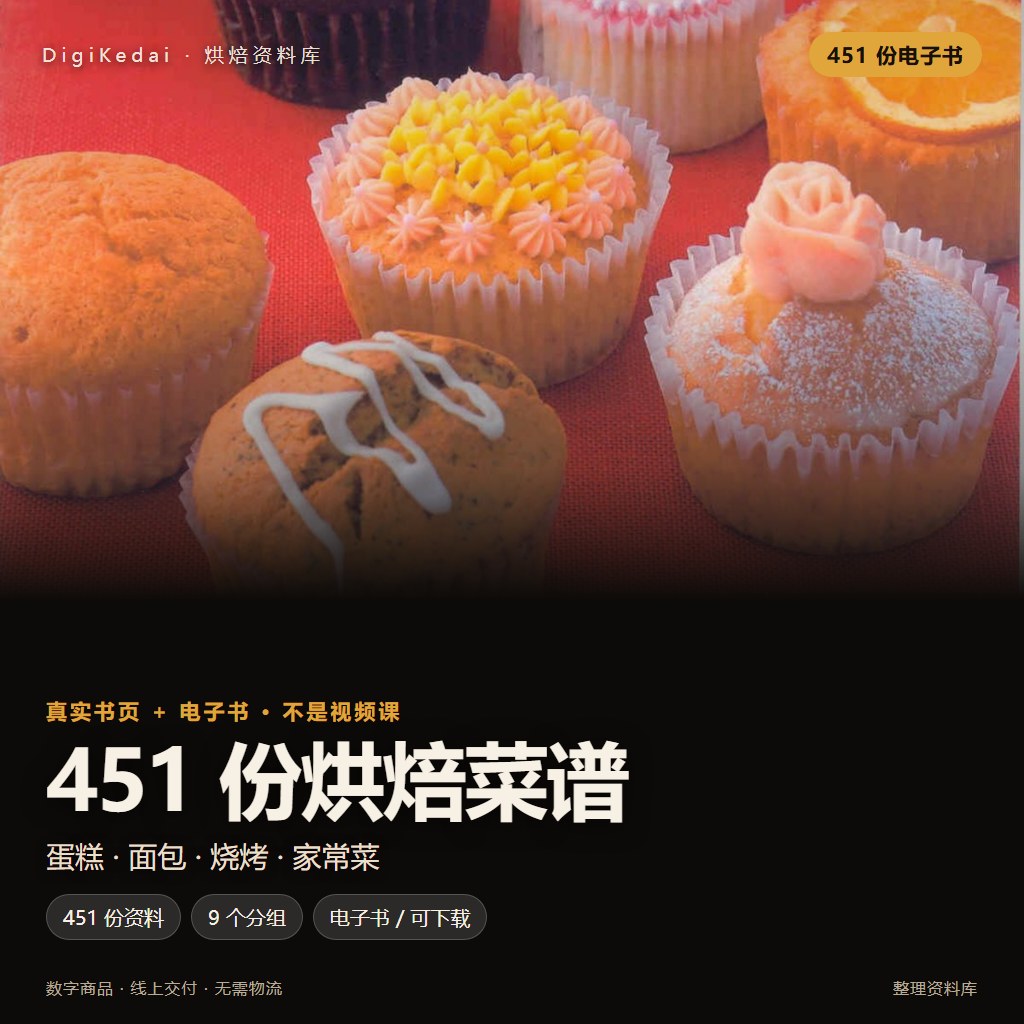 DigiKedai · 烘焙资料库
451 份电子书
真实书页 + 电子书 • 不是视频课
451 份烘焙菜谱
蛋糕 · 面包 · 烧烤 · 家常菜
451 份资料
9 个分组
电子书 / 可下载
数字商品 · 线上交付 · 无需物流
整理资料库